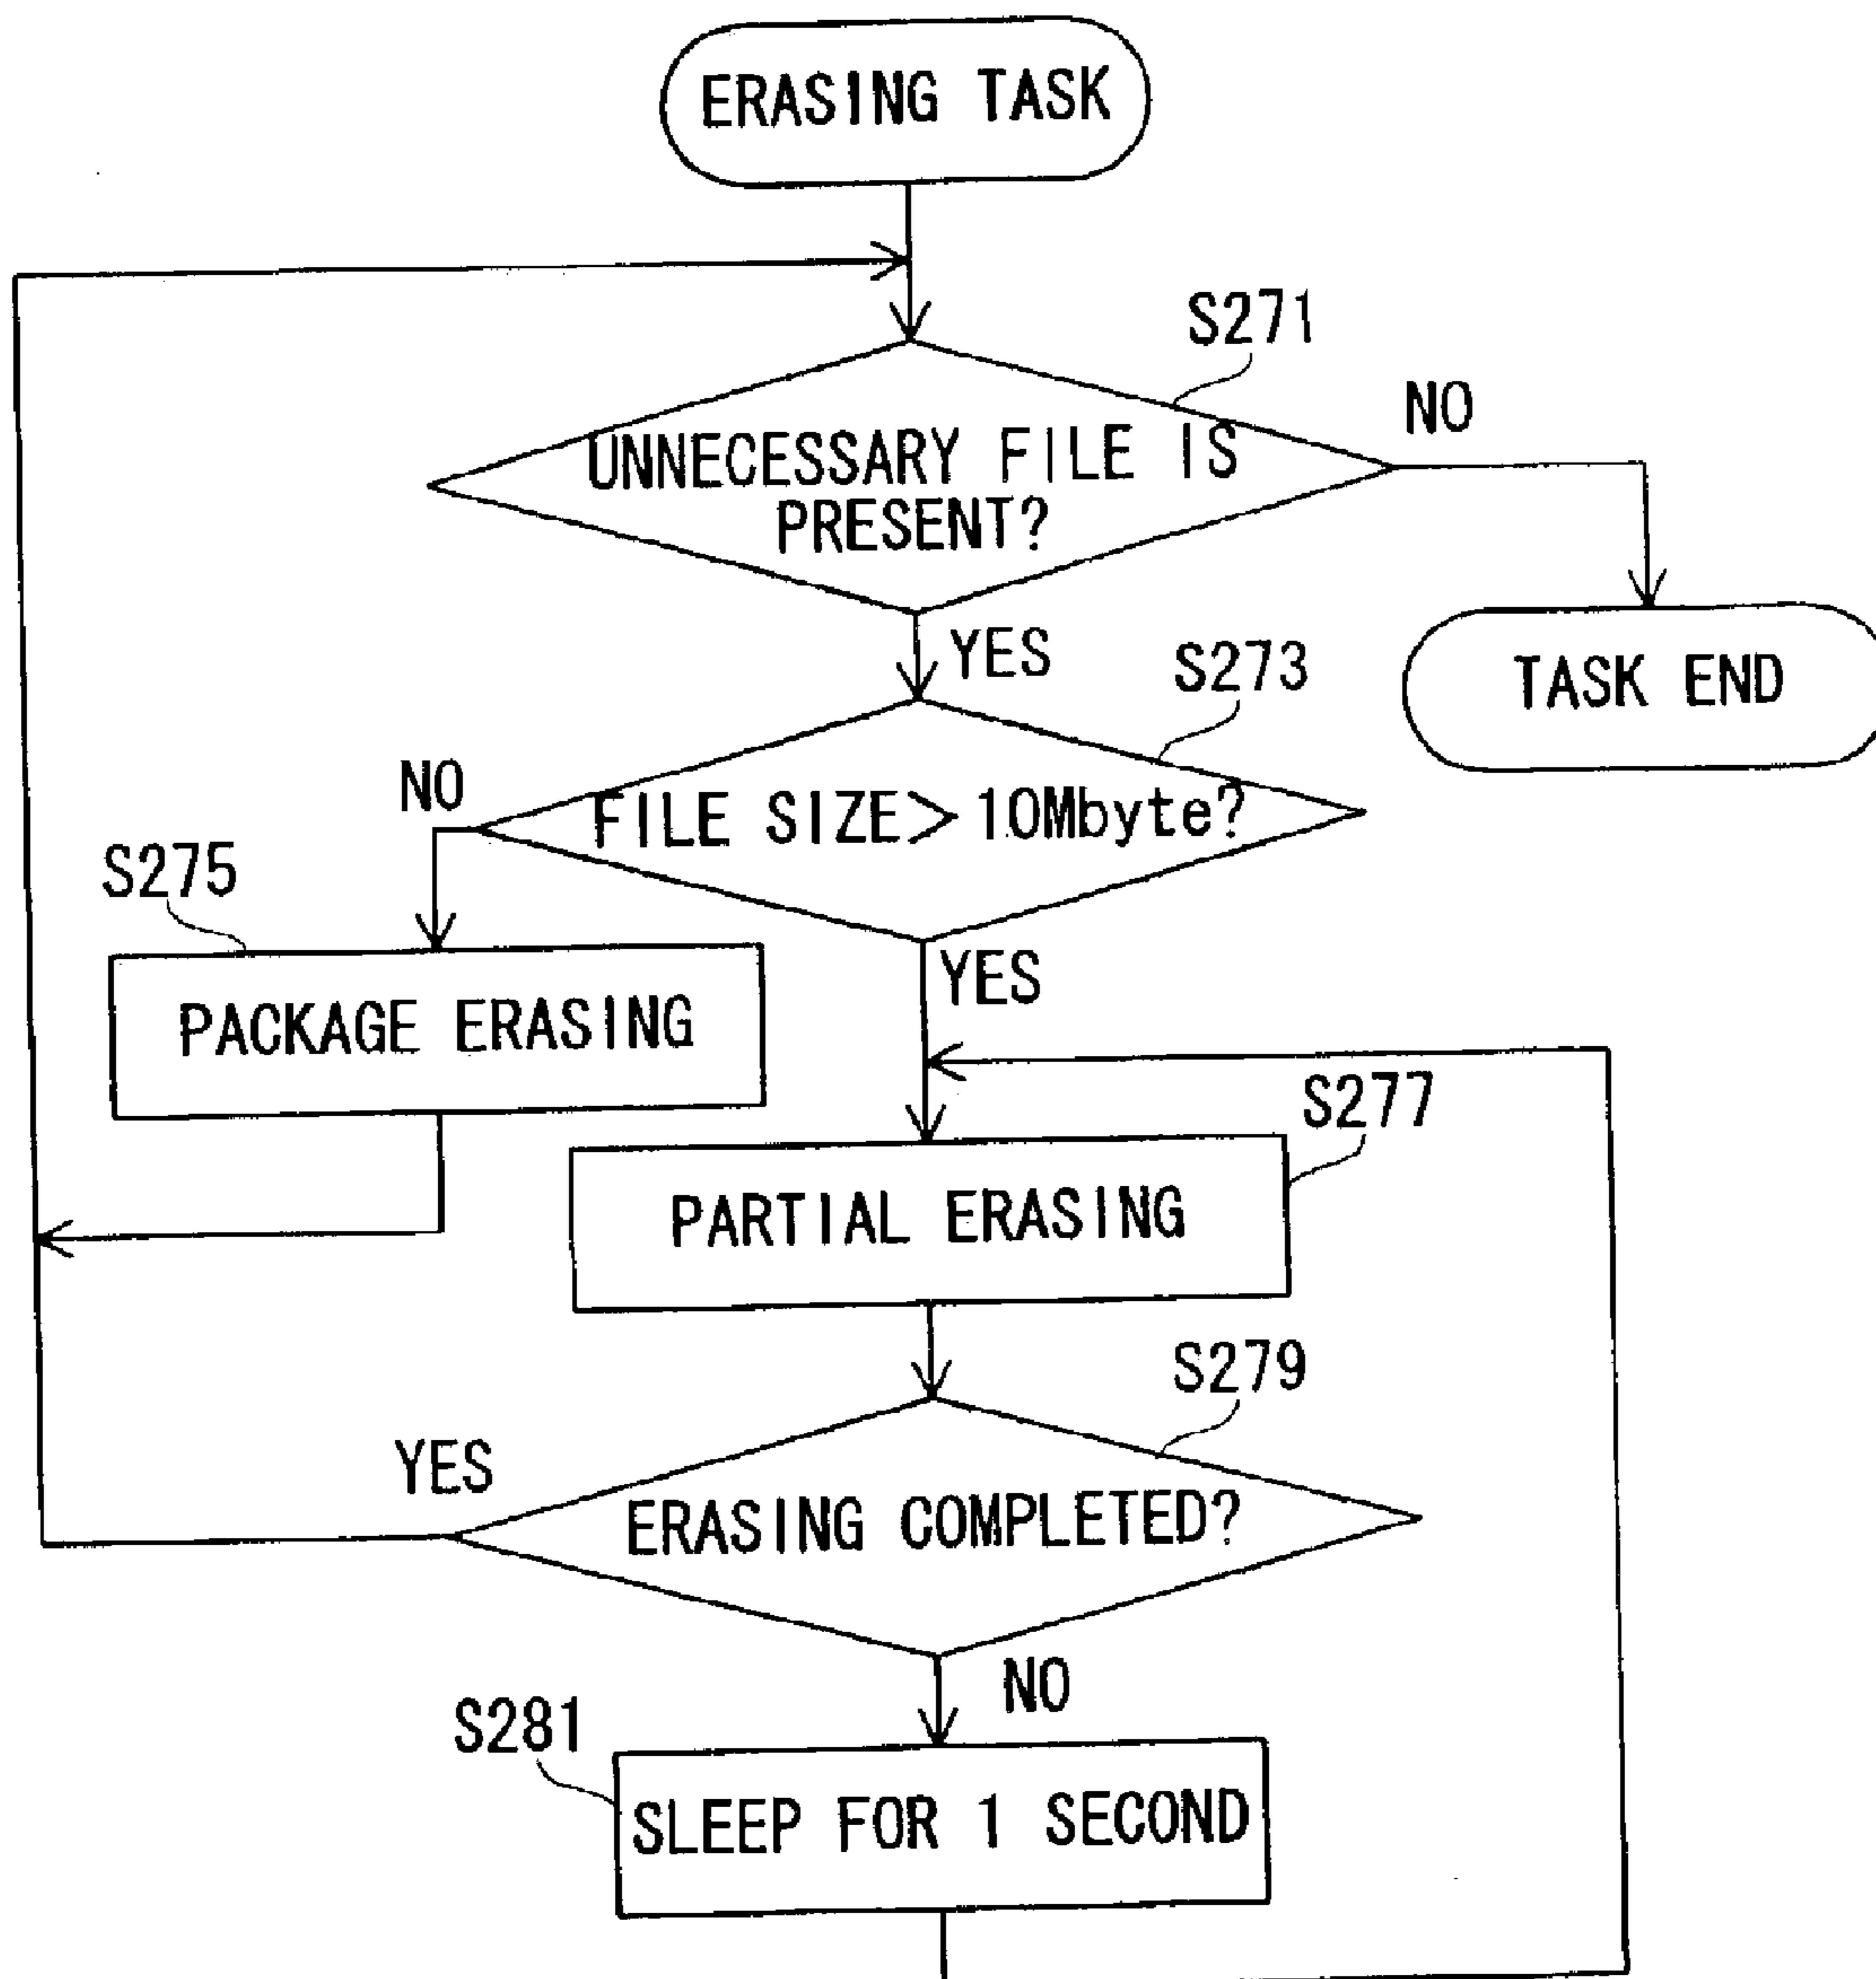 ERASING TASK
S271
NO
UNNECESSARY FILE IS
PRESENT?
YES
S273
TASK END
NO
FILE SIZE> 10Mbyte?
S275
YES
PACKAGE ERASING
S277
PARTIAL ERASING
S279
YES
ERASING COMPLETED?
NO
S281
SLEEP FOR 1 SECOND